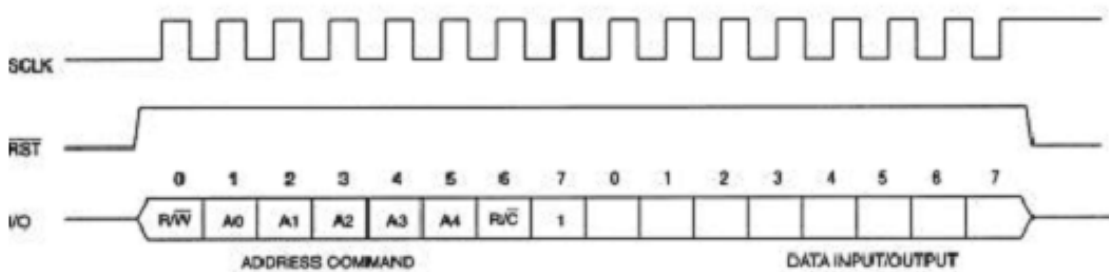 SCLK
R̅S̅T̅
0 1 2 3 4 5 6 7 0 1 2 3 4 5 6 7
I/O R/W̅ A0 A1 A2 A3 A4 R/C̅ 1
ADDRESS COMMAND DATA INPUT/OUTPUT